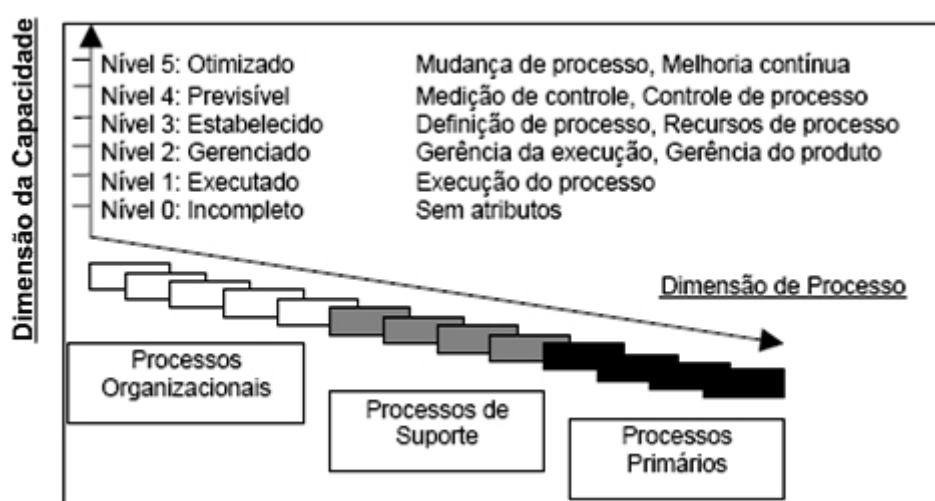 Dimensão da Capacidade
Nível 5: Otimizado Mudança de processo, Melhoria contínua
Nível 4: Previsível Medição de controle, Controle de processo
Nível 3: Estabelecido Definição de processo, Recursos de processo
Nível 2: Gerenciado Gerência da execução, Gerência do produto
Nível 1: Executado Execução do processo
Nível 0: Incompleto Sem atributos
Dimensão de Processo
Processos
Organizacionais
Processos de
Suporte
Processos
Primários